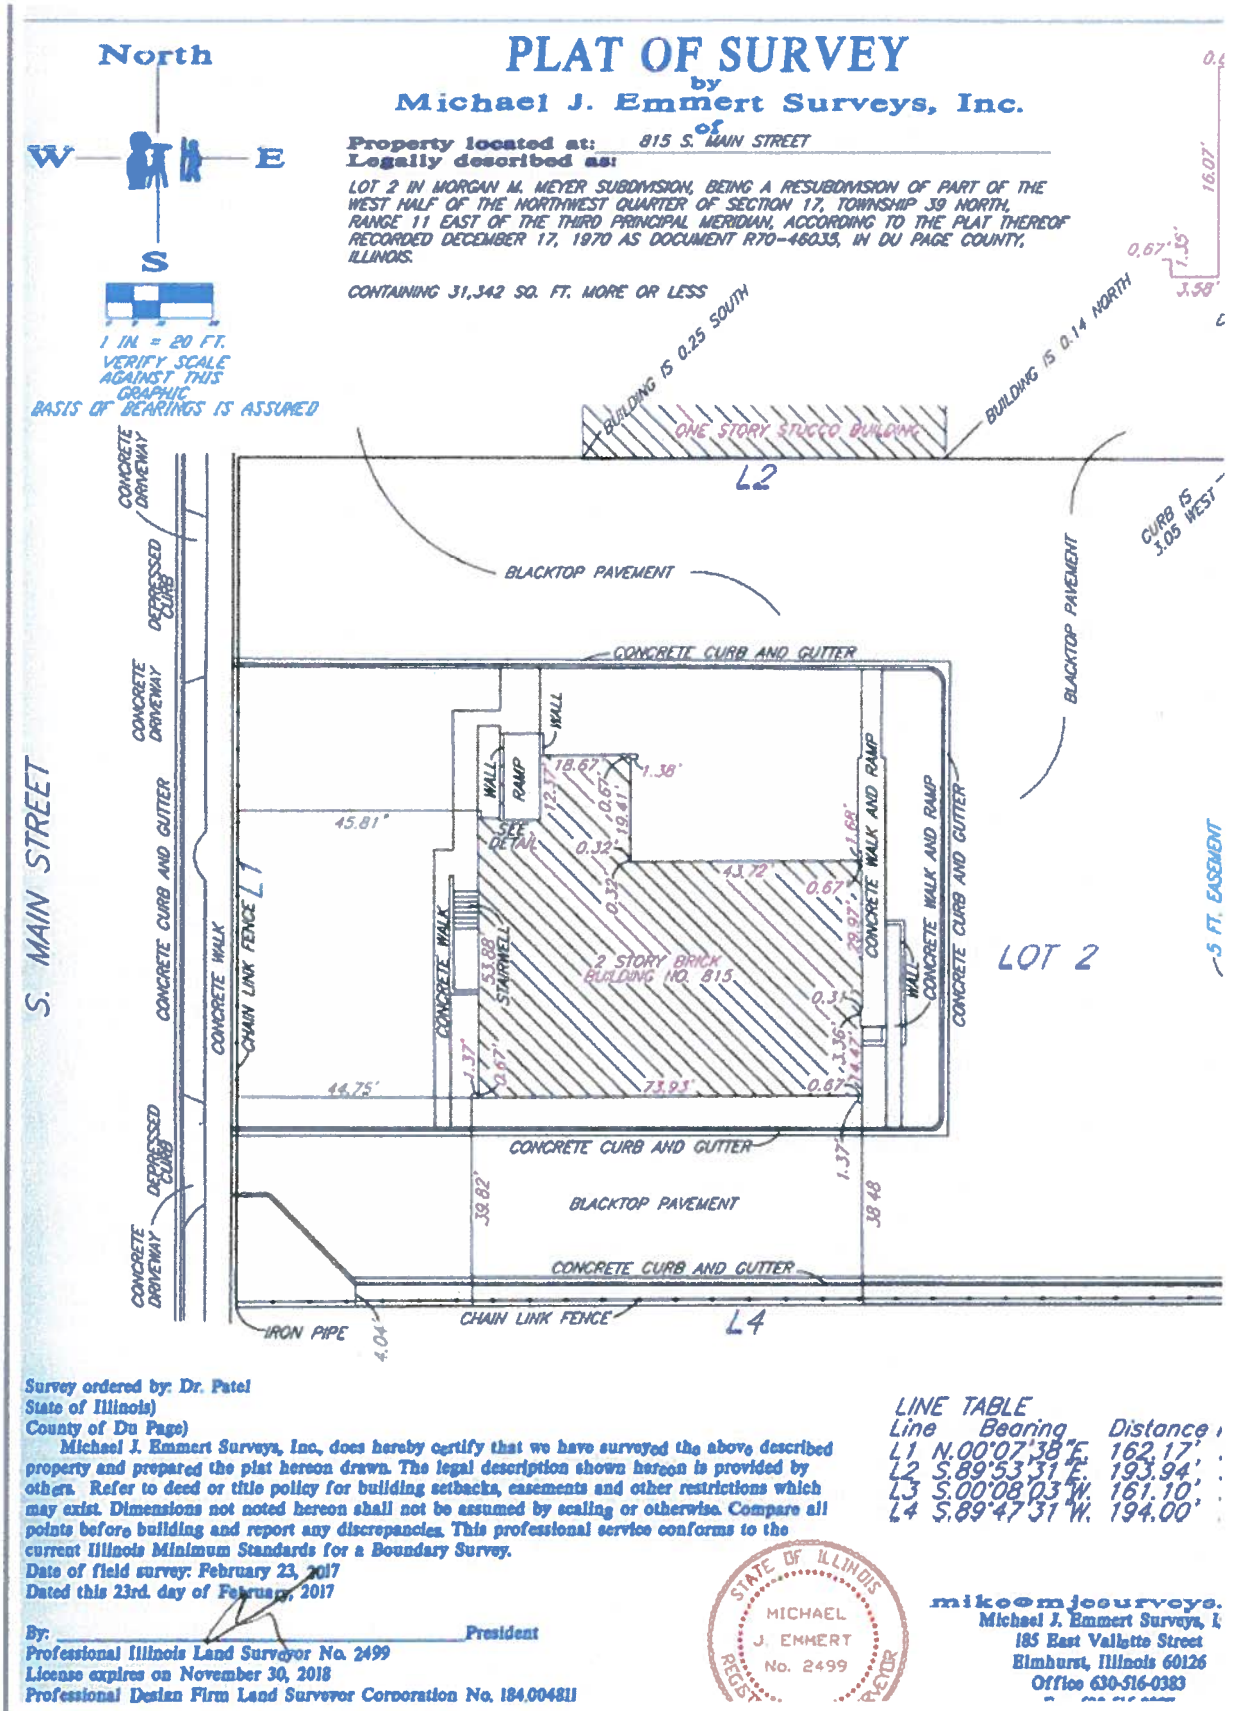 North
W
E
S
PLAT OF SURVEY
by
Michael J. Emmert Surveys, Inc.
of
Property located at: 815 S. MAIN STREET
Legally described as:
LOT 2 IN MORGAN M. MEYER SUBDIVISION, BEING A RESUBDIVISION OF PART OF THE
WEST HALF OF THE NORTHWEST QUARTER OF SECTION 17, TOWNSHIP 39 NORTH,
RANGE 11 EAST OF THE THIRD PRINCIPAL MERIDIAN, ACCORDING TO THE PLAT THEREOF
RECORDED DECEMBER 17, 1970 AS DOCUMENT R70-46035, IN DU PAGE COUNTY,
ILLINOIS.
CONTAINING 31,342 SQ. FT. MORE OR LESS
1 IN. = 20 FT.
VERIFY SCALE
AGAINST THIS
GRAPHIC
BASIS OF BEARINGS IS ASSUMED
16.07'
0.67'
1.35'
3.58'
BUILDING IS 0.25 SOUTH
BUILDING IS 0.14 NORTH
ONE STORY STUCCO BUILDING
L2
CURB IS
3.05 WEST
CONCRETE
DRIVEWAY
DEPRESSED
CURB
CONCRETE
DRIVEWAY
BLACKTOP PAVEMENT
BLACKTOP PAVEMENT
CONCRETE CURB AND GUTTER
WALL
WALL
RAMP
18.67'
1.38'
12.37'
0.67'
19.41'
45.81'
SEE
DETAIL
0.32'
0.32'
43.72'
1.68'
0.67'
29.97'
S. MAIN STREET
CONCRETE CURB AND GUTTER
CONCRETE WALK
CHAIN LINK FENCE
L1
CONCRETE WALK
STAIRWELL
53.88'
2 STORY BRICK
BUILDING NO. 815
CONCRETE WALK AND RAMP
WALL
CONCRETE WALK AND RAMP
CONCRETE CURB AND GUTTER
LOT 2
5 FT. EASEMENT
0.31'
3.36'
14.47'
1.37'
0.67'
44.75'
73.93'
0.67'
CONCRETE CURB AND GUTTER
1.37'
DEPRESSED
CURB
39.82'
BLACKTOP PAVEMENT
38.48
CONCRETE
DRIVEWAY
CONCRETE CURB AND GUTTER
IRON PIPE
4.04'
CHAIN LINK FENCE
L4
Survey ordered by: Dr. Patel
State of Illinois)
County of Du Page)
Michael J. Emmert Surveys, Inc., does hereby certify that we have surveyed the above described
property and prepared the plat hereon drawn. The legal description shown hereon is provided by
others. Refer to deed or title policy for building setbacks, easements and other restrictions which
may exist. Dimensions not noted hereon shall not be assumed by scaling or otherwise. Compare all
points before building and report any discrepancies. This professional service conforms to the
current Illinois Minimum Standards for a Boundary Survey.
Date of field survey: February 23, 2017
Dated this 23rd. day of February, 2017
By: President
Professional Illinois Land Surveyor No. 2499
License expires on November 30, 2018
Professional Design Firm Land Surveyor Corporation No. 184.004811
LINE TABLE
Line Bearing Distance
L1 N.00°07'38"E. 162.17'
L2 S.89°53'31"E. 193.94'
L3 S.00°08'03"W. 161.10'
L4 S.89°47'31"W. 194.00'
STATE OF ILLINOIS
MICHAEL
J. EMMERT
No. 2499
Michael J. Emmert Surveys, I
185 East Vallette Street
Elmhurst, Illinois 60126
Office 630-516-0383